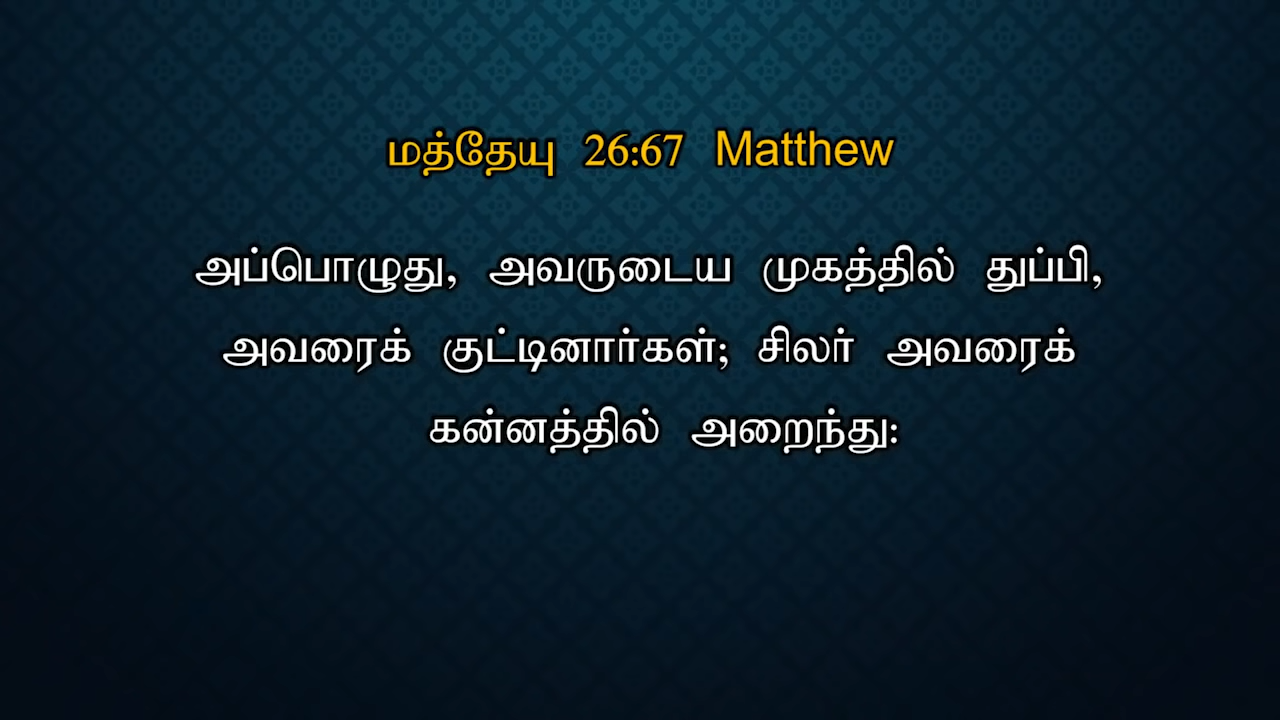 மத்தேயு 26:67 Matthew
அப்பொழுது, அவருடைய முகத்தில் துப்பி,
அவரைக் குட்டினார்கள்; சிலர் அவரைக்
கன்னத்தில் அறைந்து: